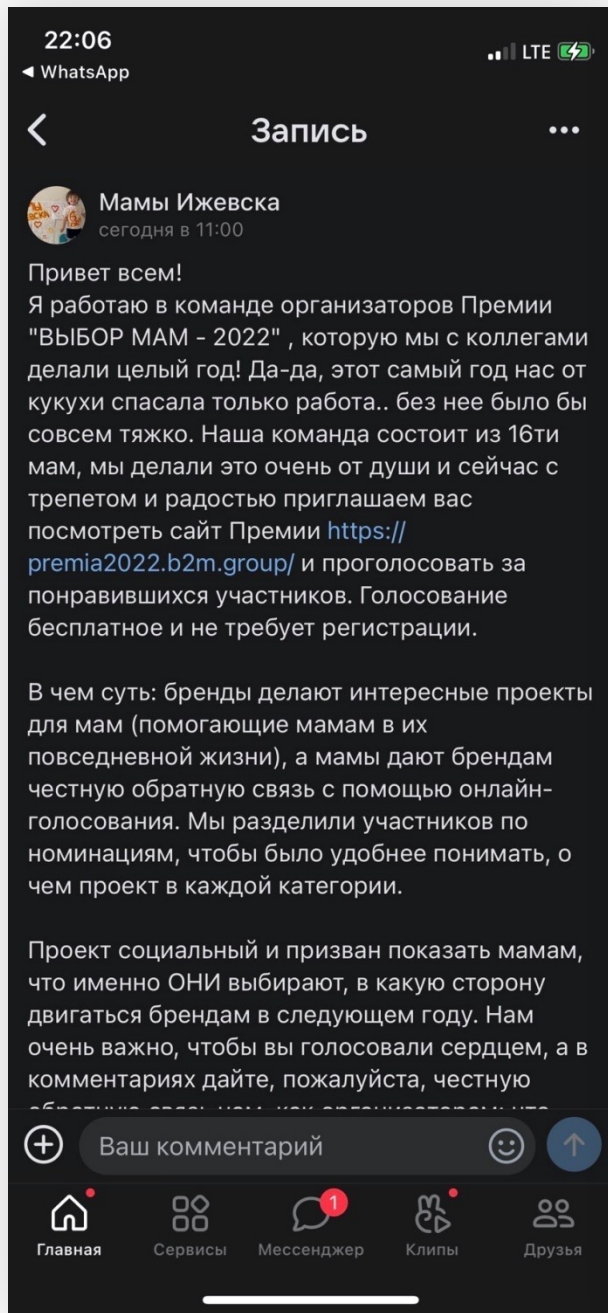 22:06
LTE
WhatsApp
Запись
Мамы Ижевска
сегодня в 11:00
Привет всем!
Я работаю в команде организаторов Премии
"ВЫБОР МАМ - 2022" , которую мы с коллегами
делали целый год! Да-да, этот самый год нас от
кукухи спасала только работа.. без нее было бы
совсем тяжко. Наша команда состоит из 16ти
мам, мы делали это очень от души и сейчас с
трепетом и радостью приглашаем вас
посмотреть сайт Премии https://
premia2022.b2m.group/ и проголосовать за
понравившихся участников. Голосование
бесплатное и не требует регистрации.
В чем суть: бренды делают интересные проекты
для мам (помогающие мамам в их
повседневной жизни), а мамы дают брендам
честную обратную связь с помощью онлайн-
голосования. Мы разделили участников по
номинациям, чтобы было удобнее понимать, о
чем проект в каждой категории.
Проект социальный и призван показать мамам,
что именно ОНИ выбирают, в какую сторону
двигаться брендам в следующем году. Нам
очень важно, чтобы вы голосовали сердцем, а в
комментариях дайте, пожалуйста, честную
Ваш комментарий
1
Главная Сервисы Мессенджер Клипы Друзья